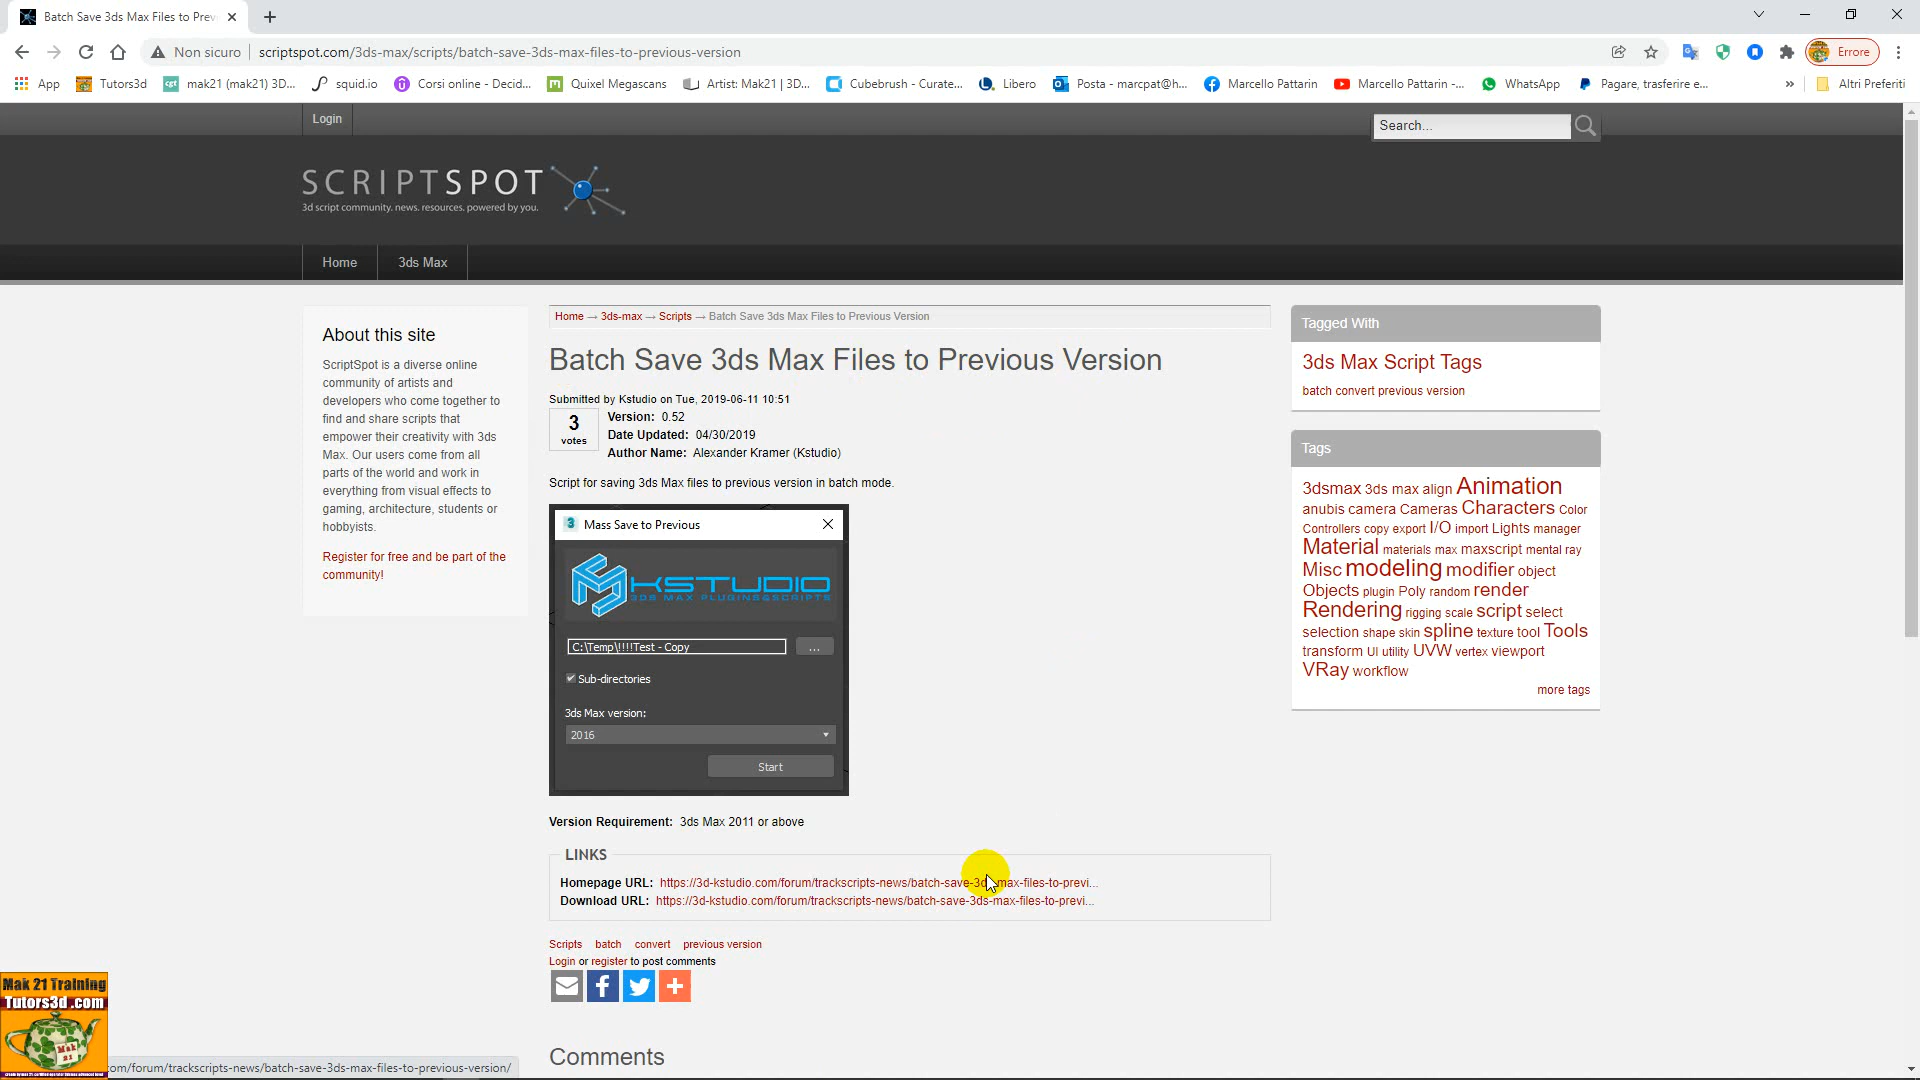 Batch Save 3ds Max Files to Prev
Non sicuro
scriptspot.com/3ds-max/scripts/batch-save-3ds-max-files-to-previous-version
Errore
App
Tutors3d
mak21 (mak21) 3D...
squid.io
Corsi online - Decid...
Quixel Megascans
Artist: Mak21 | 3D...
Cubebrush - Curate...
Libero
Posta - marcpat@h...
Marcello Pattarin
Marcello Pattarin -...
WhatsApp
Pagare, trasferire e...
»
Altri Preferiti
Login
Search...
SCRIPTSPOT
3d script community. news. resources. powered by you.
Home
3ds Max
About this site
ScriptSpot is a diverse online
community of artists and
developers who come together to
find and share scripts that
empower their creativity with 3ds
Max. Our users come from all
parts of the world and work in
everything from visual effects to
gaming, architecture, students or
hobbyists.
Register for free and be part of the
community!
Home → 3ds-max → Scripts → Batch Save 3ds Max Files to Previous Version
Batch Save 3ds Max Files to Previous Version
Submitted by Kstudio on Tue, 2019-06-11 10:51
3
votes
Version: 0.52
Date Updated: 04/30/2019
Author Name: Alexander Kramer (Kstudio)
Script for saving 3ds Max files to previous version in batch mode.
3
Mass Save to Previous
KSTUDIO
3DS MAX PLUGINS&SCRIPTS
C:\Temp\!!!!Test - Copy
...
Sub-directories
3ds Max version:
2016
Start
Version Requirement: 3ds Max 2011 or above
LINKS
Homepage URL: https://3d-kstudio.com/forum/trackscripts-news/batch-save-3ds-max-files-to-previ...
Download URL: https://3d-kstudio.com/forum/trackscripts-news/batch-save-3ds-max-files-to-previ...
Scripts batch convert previous version
Login or register to post comments
Comments
Tagged With
3ds Max Script Tags
batch convert previous version
Tags
3dsmax 3ds max align Animation
anubis camera Cameras Characters Color
Controllers copy export I/O import Lights manager
Material materials max maxscript mental ray
Misc modeling modifier object
Objects plugin Poly random render
Rendering rigging scale script select
selection shape skin spline texture tool Tools
transform UI utility UVW vertex viewport
VRay workflow
more tags
Mak 21 Training
Tutors3d .com
Mak
21
om/forum/trackscripts-news/batch-save-3ds-max-files-to-previous-version/